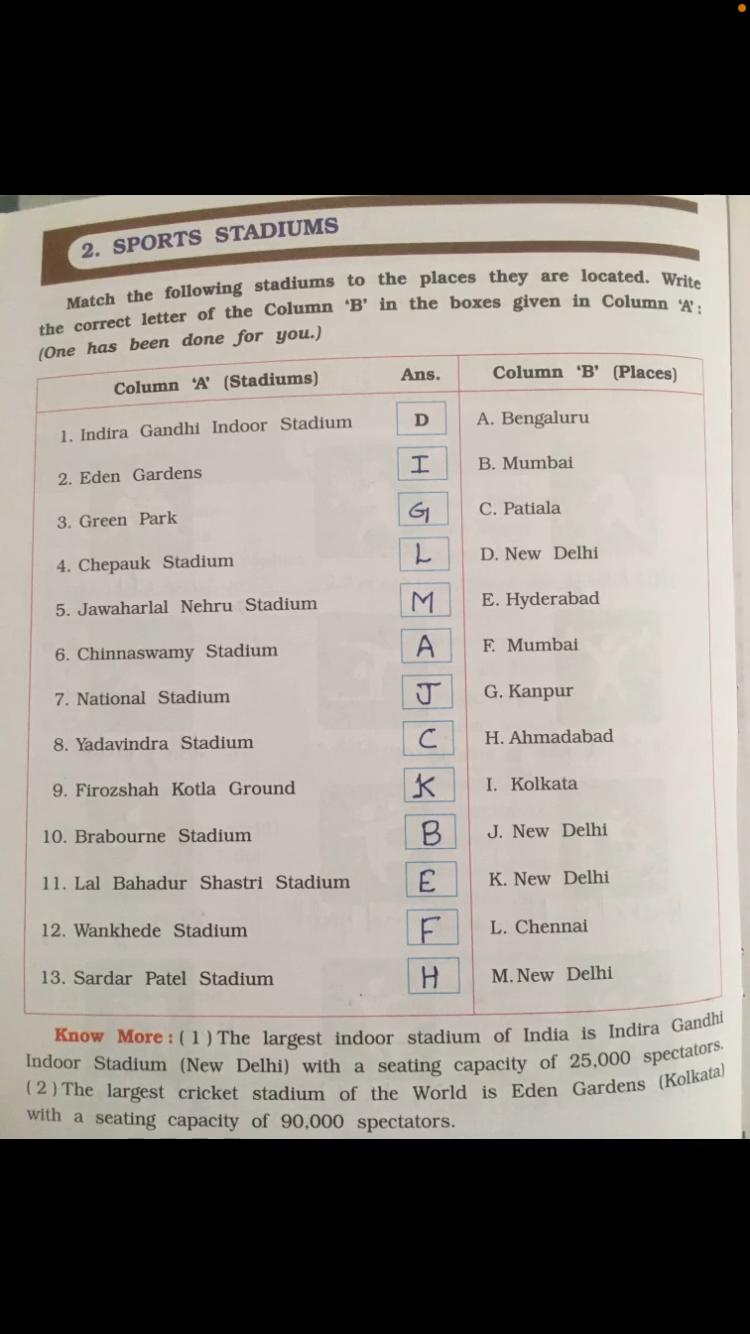 2. SPORTS STADIUMS
Match the following stadiums to the places they are located. Write
the correct letter of the Column 'B' in the boxes given in Column 'A':
(One has been done for you.)
Column 'A' (Stadiums) Ans. Column 'B' (Places)
1. Indira Gandhi Indoor Stadium D A. Bengaluru
2. Eden Gardens I B. Mumbai
3. Green Park G C. Patiala
4. Chepauk Stadium L D. New Delhi
5. Jawaharlal Nehru Stadium M E. Hyderabad
6. Chinnaswamy Stadium A F. Mumbai
7. National Stadium J G. Kanpur
8. Yadavindra Stadium C H. Ahmadabad
9. Firozshah Kotla Ground K I. Kolkata
10. Brabourne Stadium B J. New Delhi
11. Lal Bahadur Shastri Stadium E K. New Delhi
12. Wankhede Stadium F L. Chennai
13. Sardar Patel Stadium H M. New Delhi
Know More : ( 1 ) The largest indoor stadium of India is Indira Gandhi
Indoor Stadium (New Delhi) with a seating capacity of 25,000 spectators.
( 2 ) The largest cricket stadium of the World is Eden Gardens (Kolkata)
with a seating capacity of 90,000 spectators.